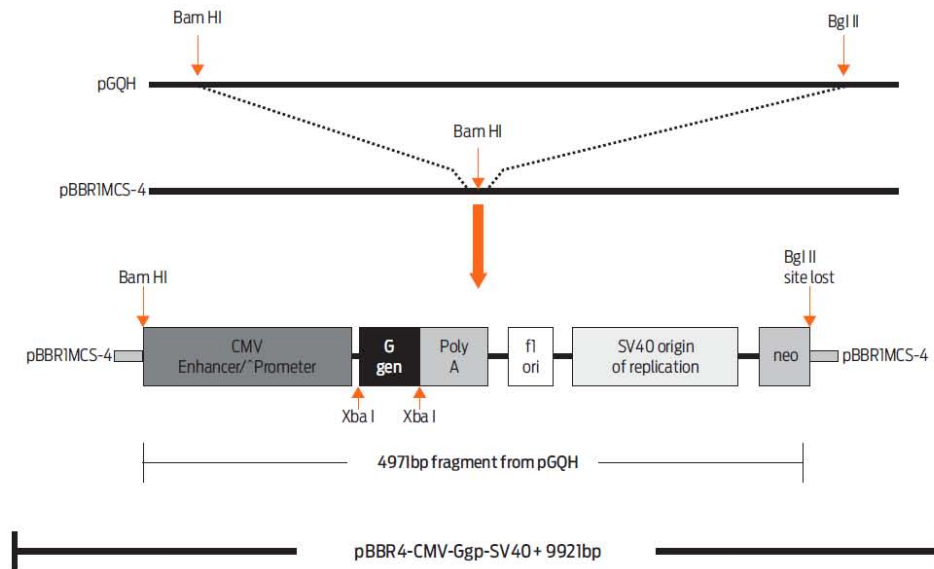 Bam HI
Bgl II
pGQH
Bam HI
pBBR1MCS-4
Bam HI
Bgl II
site lost
pBBR1MCS-4
CMV
Enhancer/^Prometer
G
gen
Poly
A
f1
ori
SV40 origin
of replication
neo
pBBR1MCS-4
Xba I
Xba I
4971bp fragment from pGQH
pBBR4-CMV-Ggp-SV40 + 9921bp